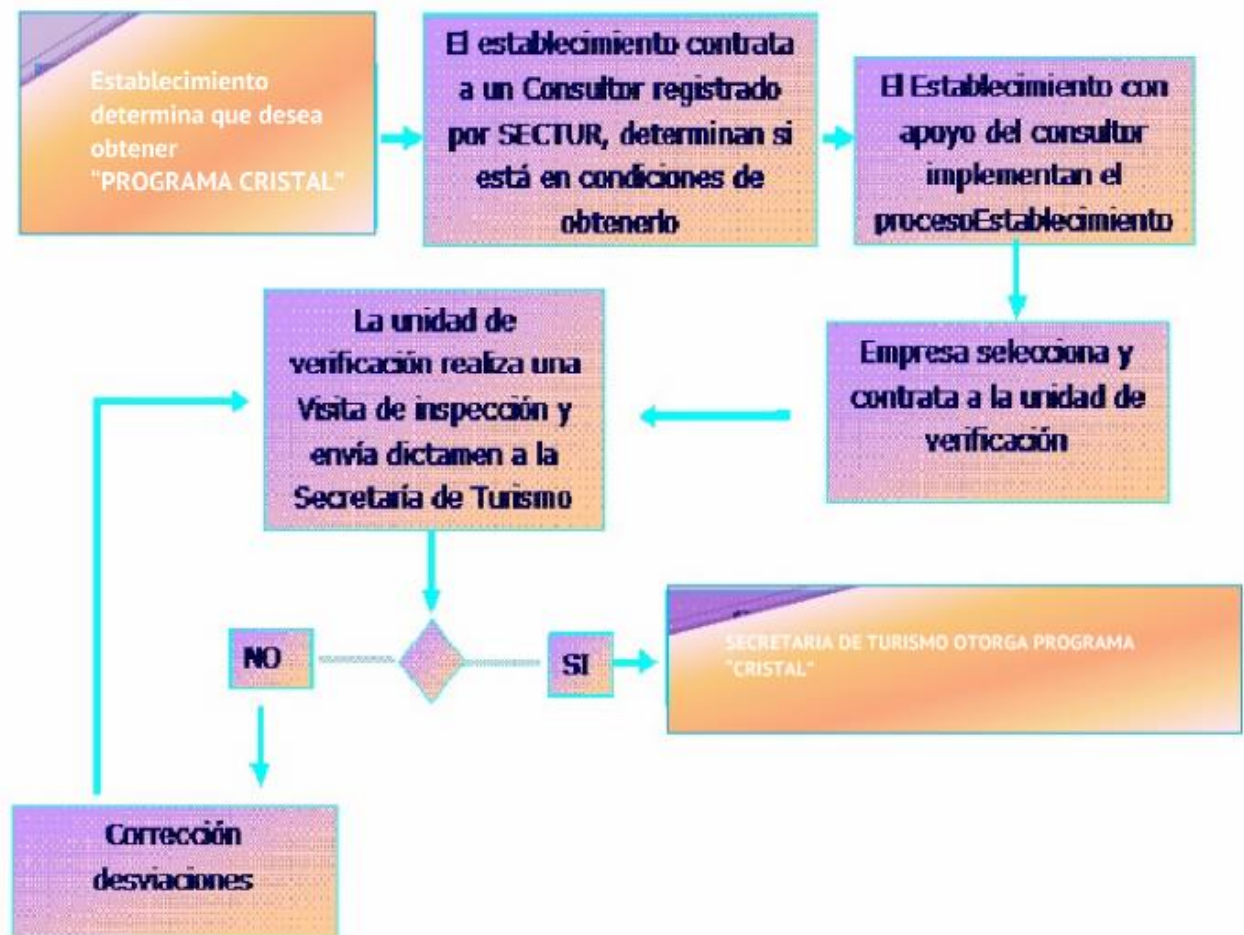 Establecimiento
determina que desea
obtener
"PROGRAMA CRISTAL"
El establecimiento contrata
a un Consultor registrado
por SECTUR, determinan si
está en condiciones de
obtenerlo
El Establecimiento con
apoyo del consultor
implementan el
procesoEstablecimiento
Empresa selecciona y
contrata a la unidad de
verificación
La unidad de
verificación realiza una
Visita de inspección y
envía dictamen a la
Secretaría de Turismo
NO
SI
SECRETARIA DE TURISMO OTORGA PROGRAMA
"CRISTAL"
Corrección
desviaciones